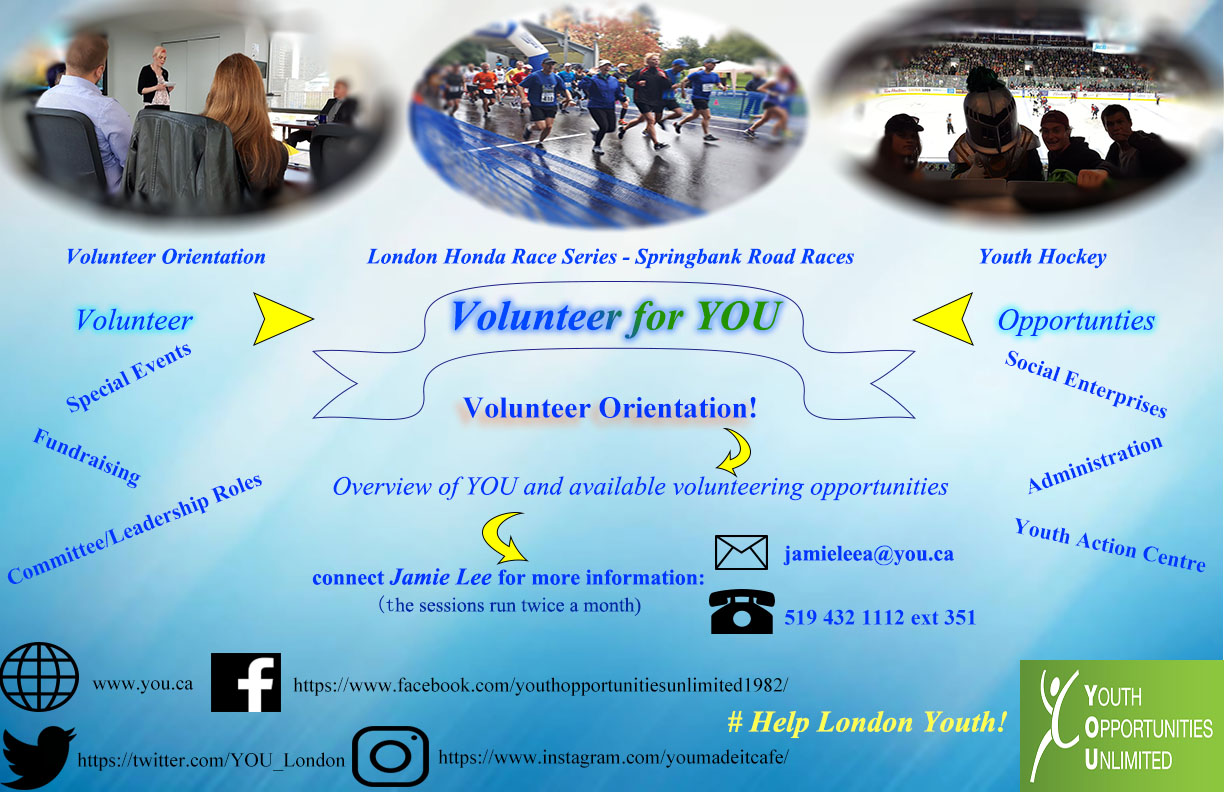 Volunteer Orientation
London Honda Race Series - Springbank Road Races
Youth Hockey
Volunteer
Volunteer for YOU
Opportunties
Special Events
Fundraising
Committee/Leadership Roles
Volunteer Orientation!
Overview of YOU and available volunteering opportunities
connect Jamie Lee for more information:
(the sessions run twice a month)
jamieleea@you.ca
519 432 1112 ext 351
Social Enterprises
Administration
Youth Action Centre
www.you.ca
https://www.facebook.com/youthopportunitiesunlimited1982/
https://twitter.com/YOU_London
https://www.instagram.com/youmadeitcafe/
# Help London Youth!
YOUTH
OPPORTUNITIES
UNLIMITED